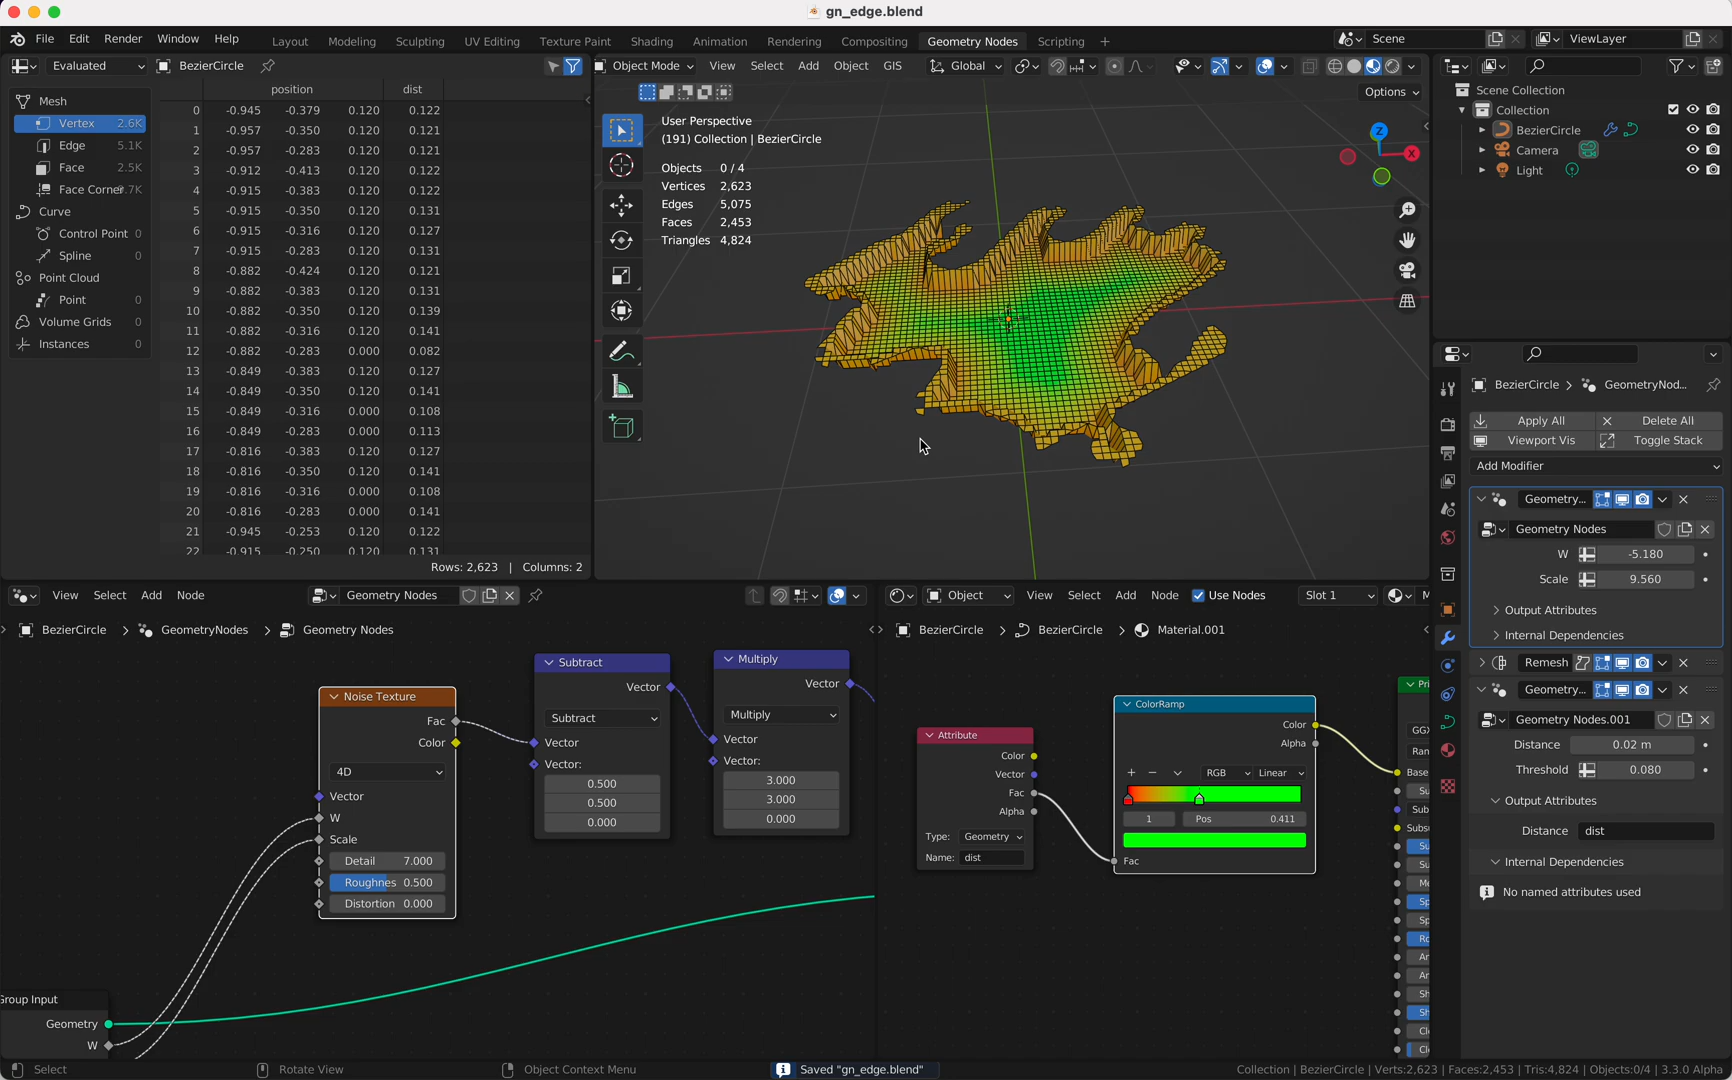 gn_edge.blend
File Edit Render Window Help Layout Modeling Sculpting UV Editing Texture Paint Shading Animation Rendering Compositing Geometry Nodes Scripting + Scene ViewLayer
Evaluated BezierCircle
Object Mode View Select Add Object GIS Global
Options
position dist
Mesh
Vertex 2.6K
Edge 5.1K
Face 2.5K
Face Corner 9.7K
Curve
Control Point 0
Spline 0
Point Cloud
Point 0
Volume Grids 0
Instances 0
0 -0.945 -0.379 0.120 0.122
1 -0.957 -0.350 0.120 0.121
2 -0.957 -0.283 0.120 0.121
3 -0.912 -0.413 0.120 0.122
4 -0.915 -0.383 0.120 0.122
5 -0.915 -0.350 0.120 0.131
6 -0.915 -0.316 0.120 0.127
7 -0.915 -0.283 0.120 0.131
8 -0.882 -0.424 0.120 0.121
9 -0.882 -0.383 0.120 0.131
10 -0.882 -0.350 0.120 0.139
11 -0.882 -0.316 0.120 0.141
12 -0.882 -0.283 0.000 0.082
13 -0.849 -0.383 0.120 0.127
14 -0.849 -0.350 0.120 0.141
15 -0.849 -0.316 0.000 0.108
16 -0.849 -0.283 0.000 0.113
17 -0.816 -0.383 0.120 0.127
18 -0.816 -0.350 0.120 0.141
19 -0.816 -0.316 0.000 0.108
20 -0.816 -0.283 0.000 0.141
21 -0.945 -0.253 0.120 0.122
22 -0.915 -0.250 0.120 0.131
Rows: 2,623 | Columns: 2
User Perspective
(191) Collection | BezierCircle
Objects 0 / 4
Vertices 2,623
Edges 5,075
Faces 2,453
Triangles 4,824
Z
X
Scene Collection
Collection
BezierCircle
Camera
Light
BezierCircle > GeometryNod...
Apply All Delete All
Viewport Vis Toggle Stack
Add Modifier
Geometry...
Geometry Nodes
W -5.180
Scale 9.560
Output Attributes
Internal Dependencies
Remesh
Geometry...
Geometry Nodes.001
Distance 0.02 m
Threshold 0.080
Output Attributes
Distance dist
Internal Dependencies
No named attributes used
View Select Add Node Geometry Nodes
BezierCircle > GeometryNodes > Geometry Nodes
Noise Texture
Fac
Color
4D
Vector
W
Scale
Detail 7.000
Roughnes 0.500
Distortion 0.000
Subtract
Vector
Subtract
Vector
Vector:
0.500
0.500
0.000
Multiply
Vector
Multiply
Vector
Vector:
3.000
3.000
0.000
Group Input
Geometry
W
Object View Select Add Node Use Nodes Slot 1 M
BezierCircle > BezierCircle > Material.001
Attribute
Color
Vector
Fac
Alpha
Type: Geometry
Name: dist
ColorRamp
Color
Alpha
+ − RGB Linear
1 Pos 0.411
Fac
Pri
GGX
Ran
Base
Su
Sub
Subsu
Su
Su
Me
Sp
Sp
Ro
An
An
Sh
Sh
Cle
Cle
Select Rotate View Object Context Menu Saved "gn_edge.blend" Collection | BezierCircle | Verts:2,623 | Faces:2,453 | Tris:4,824 | Objects:0/4 | 3.3.0 Alpha